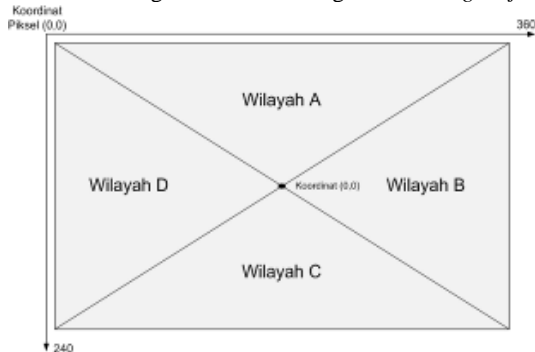 Koordinat
Piksel (0,0)
360
Wilayah A
Wilayah D
Koordinat (0,0)
Wilayah B
Wilayah C
240